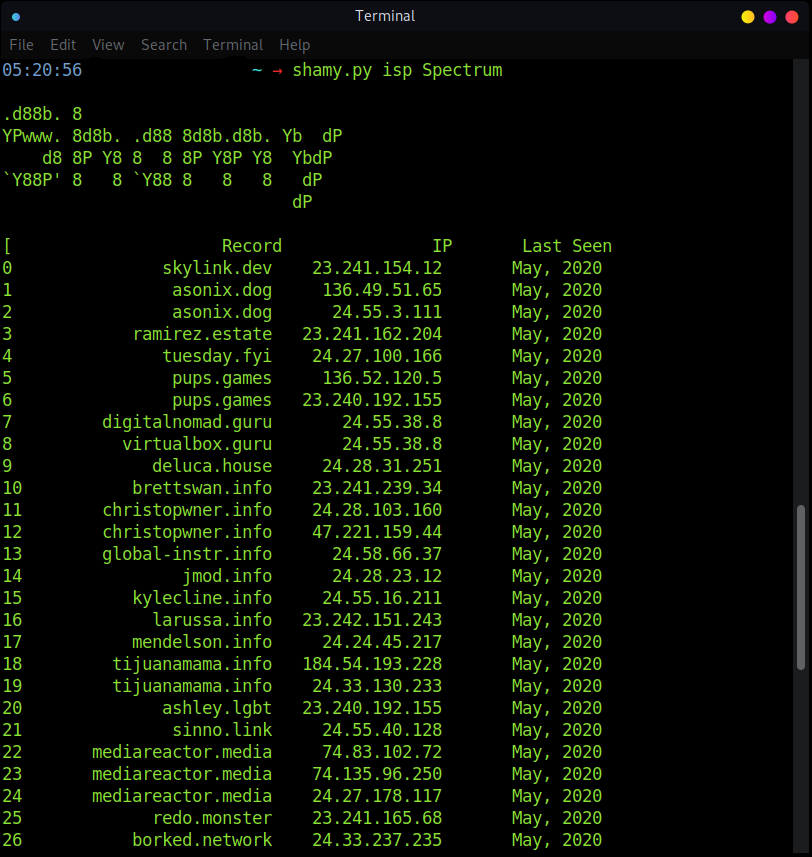 Terminal
File Edit View Search Terminal Help
05:20:56 ~ → shamy.py isp Spectrum
.d88b. 8
YPwww. 8d8b. .d88 8d8b.d8b. Yb  dP
    d8 8P Y8 8  8 8P Y8P Y8  YbdP
`Y88P' 8   8 `Y88 8   8   8   dP
                             dP
[ Record IP Last Seen
0 skylink.dev 23.241.154.12 May, 2020
1 asonix.dog 136.49.51.65 May, 2020
2 asonix.dog 24.55.3.111 May, 2020
3 ramirez.estate 23.241.162.204 May, 2020
4 tuesday.fyi 24.27.100.166 May, 2020
5 pups.games 136.52.120.5 May, 2020
6 pups.games 23.240.192.155 May, 2020
7 digitalnomad.guru 24.55.38.8 May, 2020
8 virtualbox.guru 24.55.38.8 May, 2020
9 deluca.house 24.28.31.251 May, 2020
10 brettswan.info 23.241.239.34 May, 2020
11 christopwner.info 24.28.103.160 May, 2020
12 christopwner.info 47.221.159.44 May, 2020
13 global-instr.info 24.58.66.37 May, 2020
14 jmod.info 24.28.23.12 May, 2020
15 kylecline.info 24.55.16.211 May, 2020
16 larussa.info 23.242.151.243 May, 2020
17 mendelson.info 24.24.45.217 May, 2020
18 tijuanamama.info 184.54.193.228 May, 2020
19 tijuanamama.info 24.33.130.233 May, 2020
20 ashley.lgbt 23.240.192.155 May, 2020
21 sinno.link 24.55.40.128 May, 2020
22 mediareactor.media 74.83.102.72 May, 2020
23 mediareactor.media 74.135.96.250 May, 2020
24 mediareactor.media 24.27.178.117 May, 2020
25 redo.monster 23.241.165.68 May, 2020
26 borked.network 24.33.237.235 May, 2020